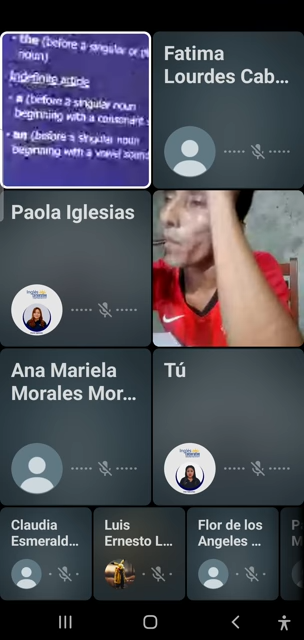 • the (before a singular or
noun)
Indefinite article
• a (before a singular noun
beginning with a consonant
• an (before a singular noun
beginning with a vowel sound
Fatima
Lourdes Cab...
Paola Iglesias
Ana Mariela
Morales Mor...
Tú
Claudia
Esmerald...
Luis
Ernesto L...
Flor de los
Angeles ...